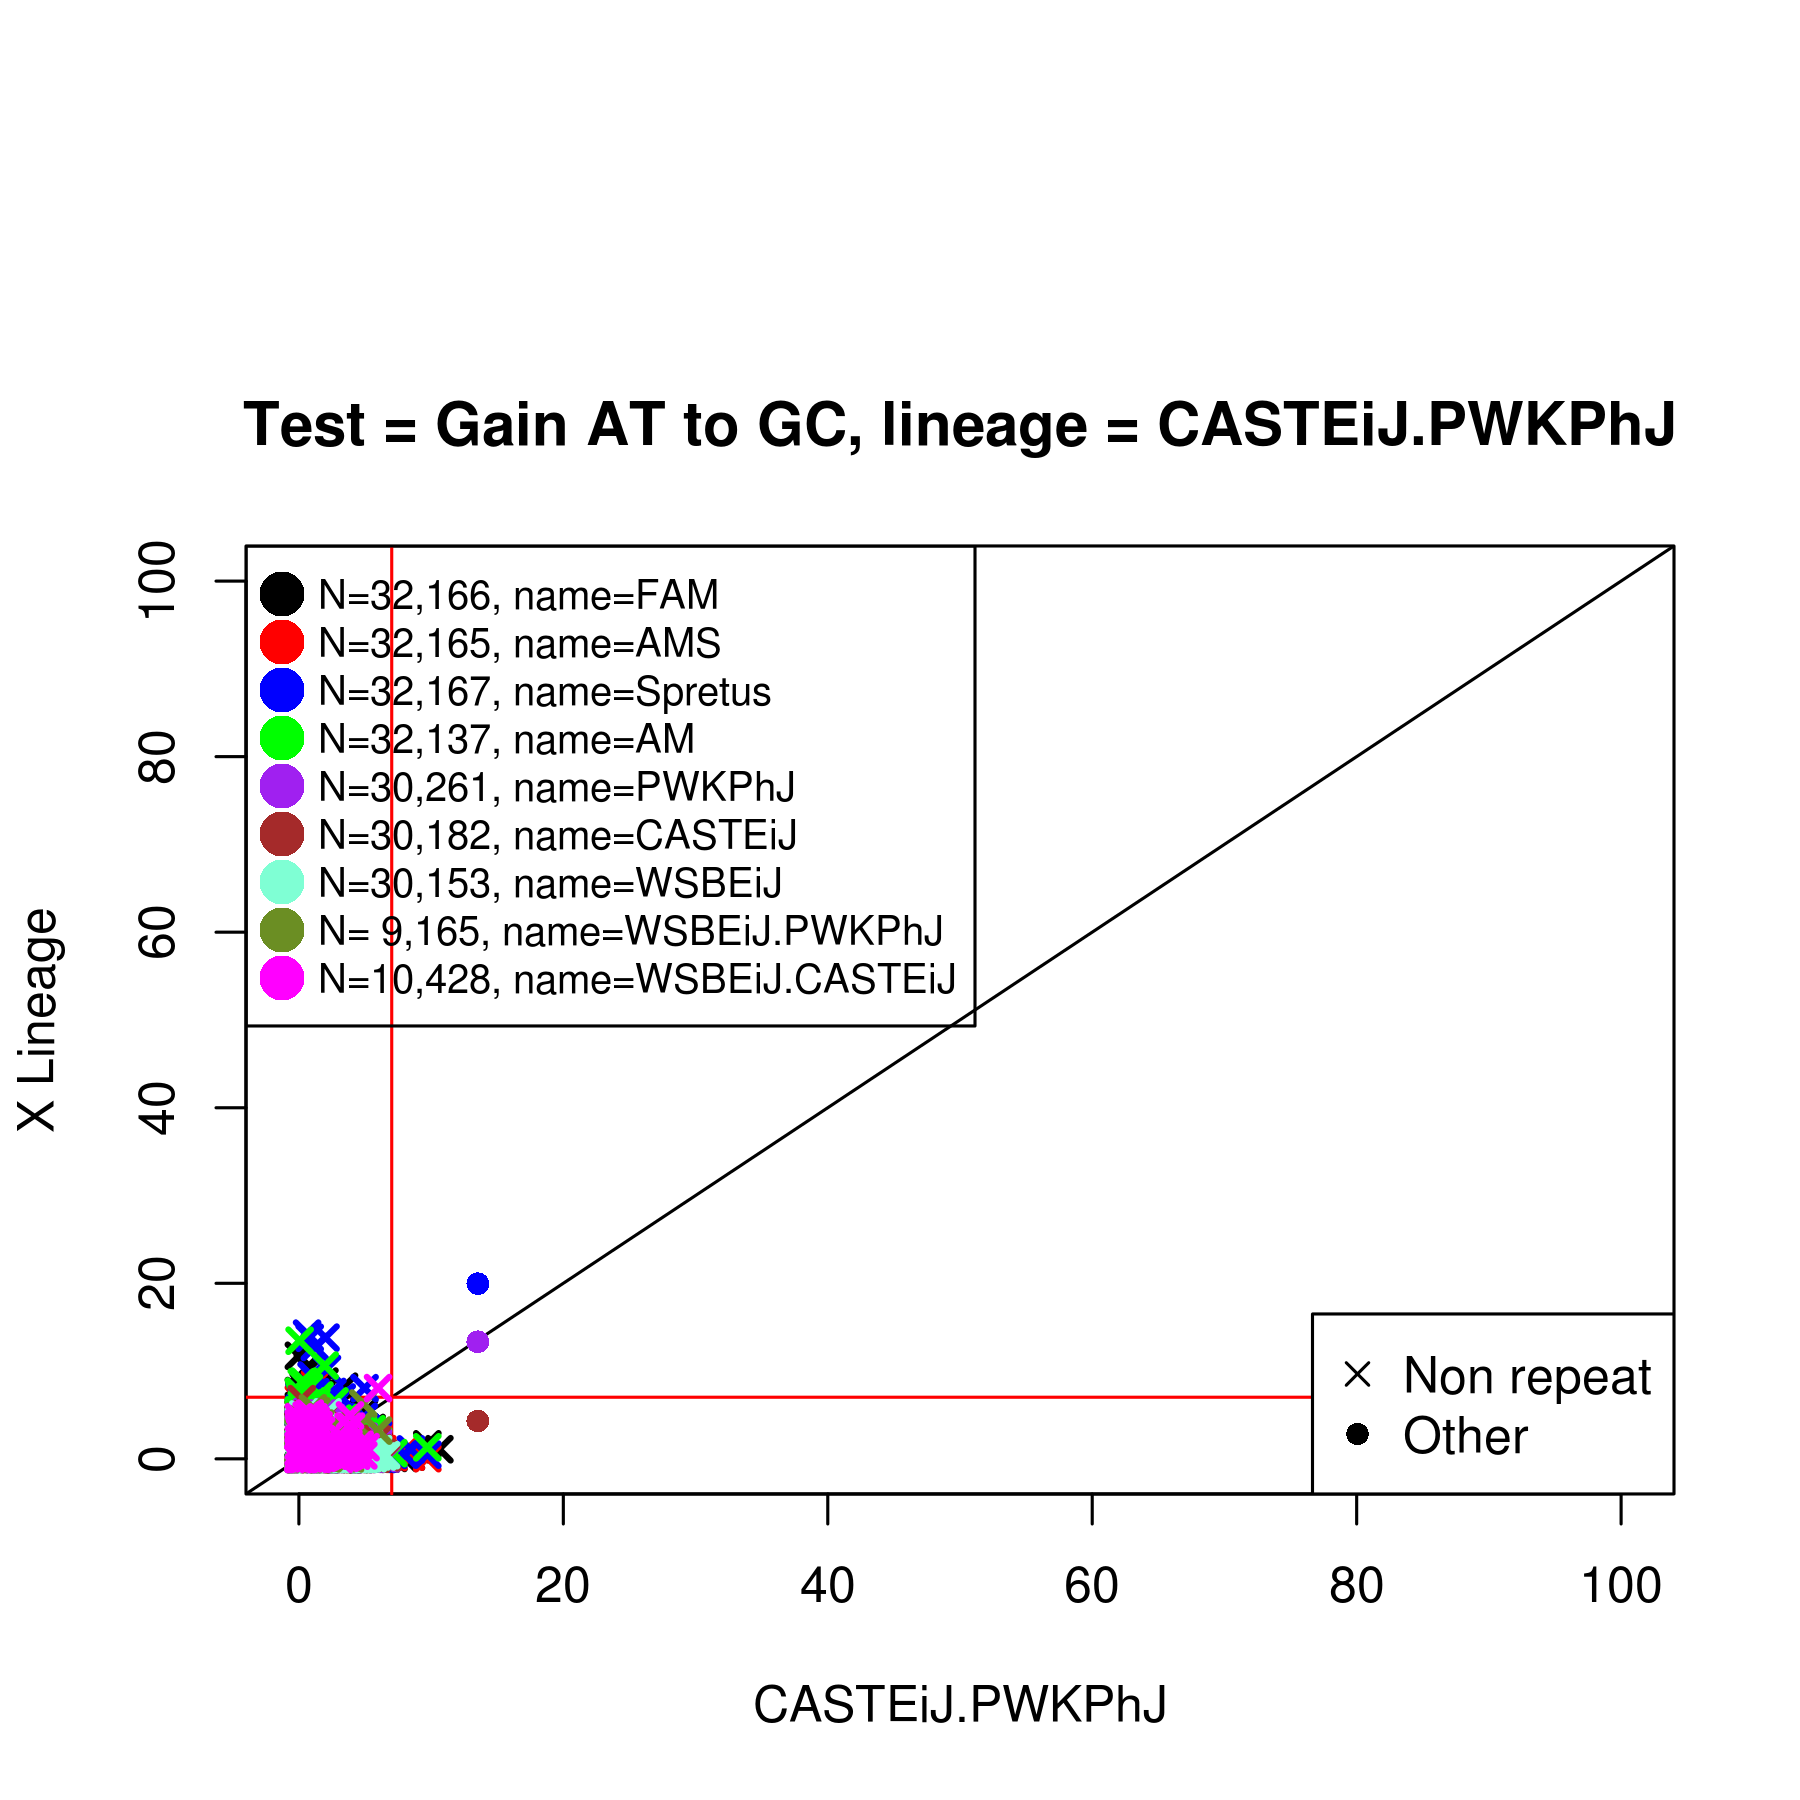 Test = Gain AT to GC, lineage = CASTEiJ.PWKPhJ
N=32,166, name=FAM
N=32,165, name=AMS
N=32,167, name=Spretus
N=32,137, name=AM
N=30,261, name=PWKPhJ
N=30,182, name=CASTEiJ
N=30,153, name=WSBEiJ
N= 9,165, name=WSBEiJ.PWKPhJ
N=10,428, name=WSBEiJ.CASTEiJ
100
80
60
40
20
0
X Lineage
Non repeat
Other
0 20 40 60 80 100
CASTEiJ.PWKPhJ